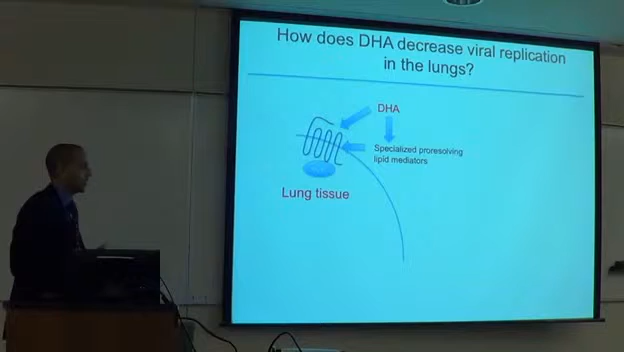 How does DHA decrease viral replication
in the lungs?
DHA
Specialized proresolving
lipid mediators
Lung tissue